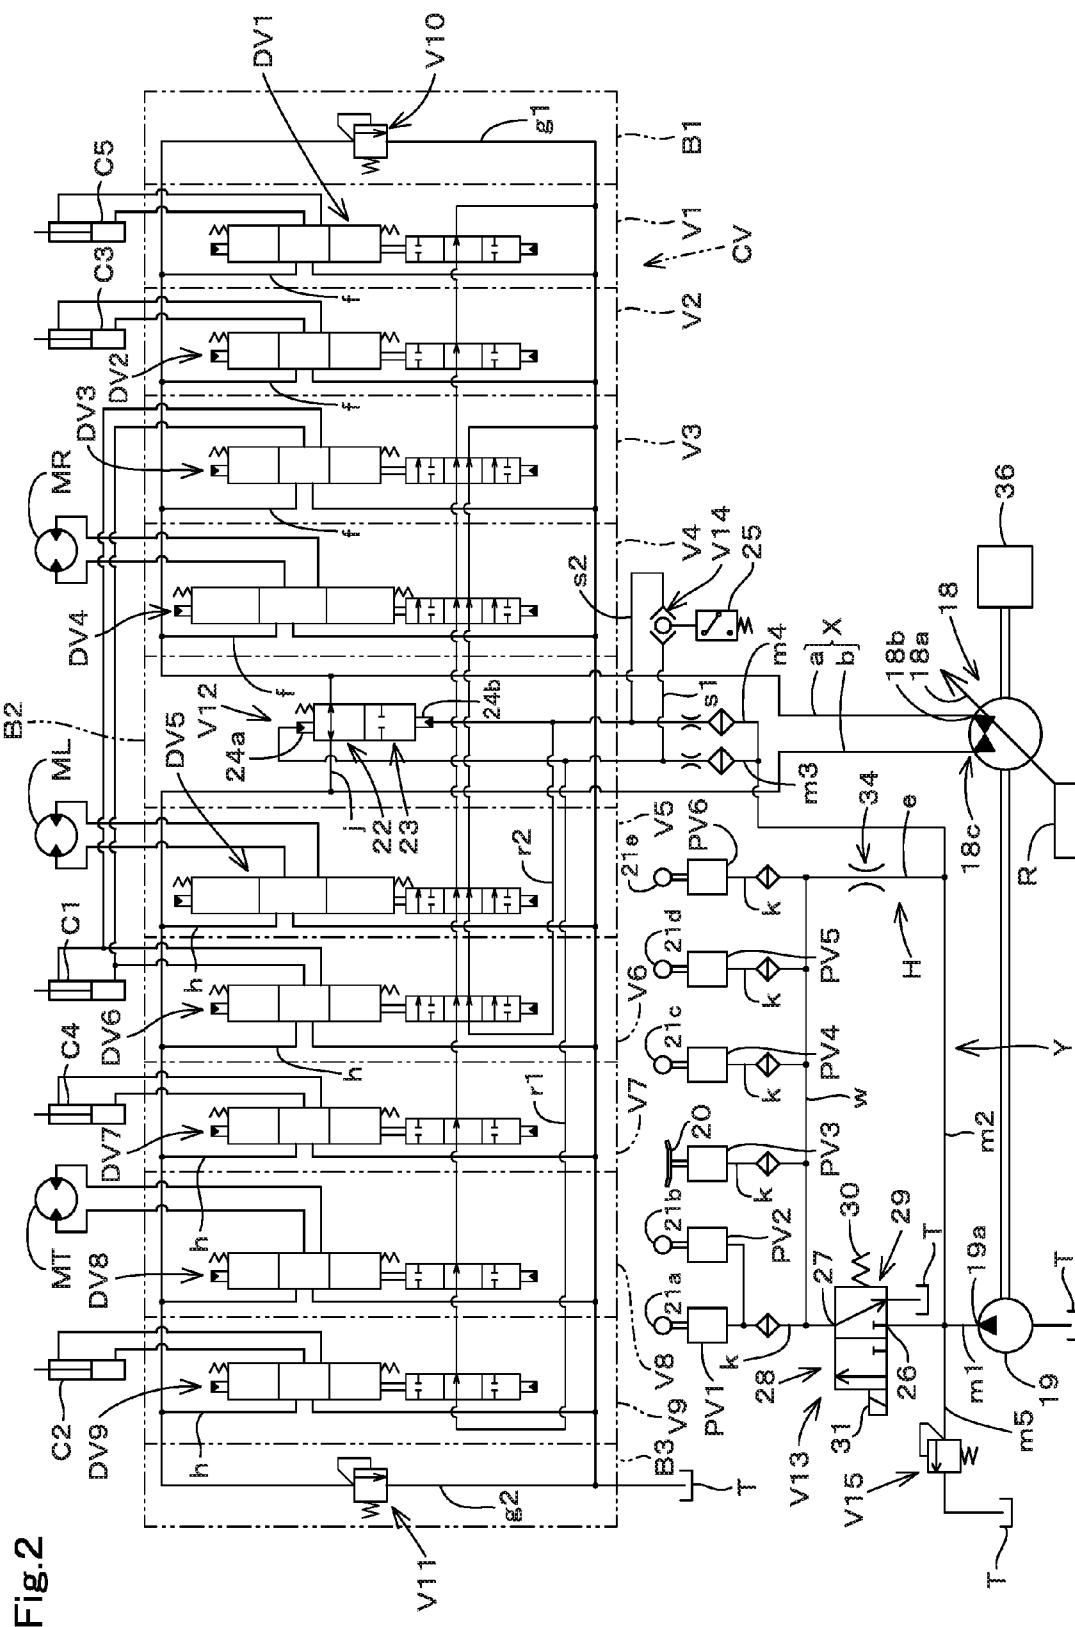 Fig.2
B2
C2
MT
C4
C1
ML
MR
C3
C5
DV9
DV8
DV7
DV6
DV5
DV4
DV3
DV2
DV1
V12
V10
24a
24b
22
23
j
h
h
h
h
f
f
f
f
g2
g1
r1
r2
V11
B3
V9
V8
V7
V6
V5
V4
V3
V2
V1
B1
CV
T
s2
s1
V14
25
m3
m4
21a
21b
20
21c
21d
21e
PV1
PV2
PV3
PV4
PV5
PV6
k
k
k
k
k
w
34
e
H
X
a
b
18b
18a
18
18c
36
R
V13
28
27
30
29
31
26
T
V15
m5
m1
19a
19
m2
Y
T
T